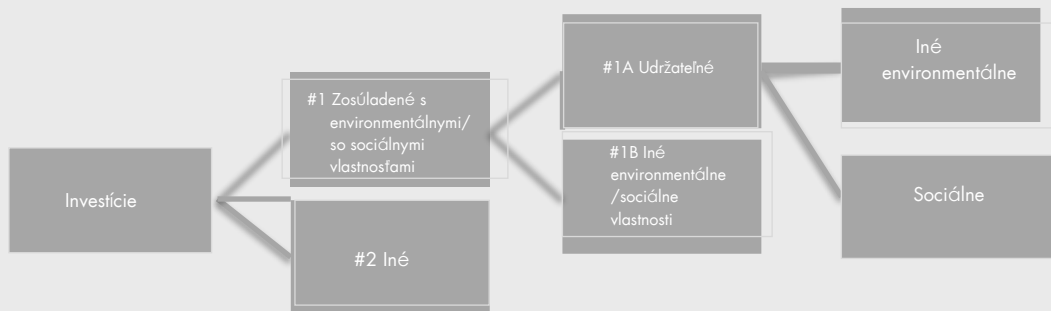 Investície
#1 Zosúladené s
environmentálnymi/
so sociálnymi
vlastnosťami
#2 Iné
#1A Udržateľné
#1B Iné
environmentálne
/sociálne
vlastnosti
Iné
environmentálne
Sociálne